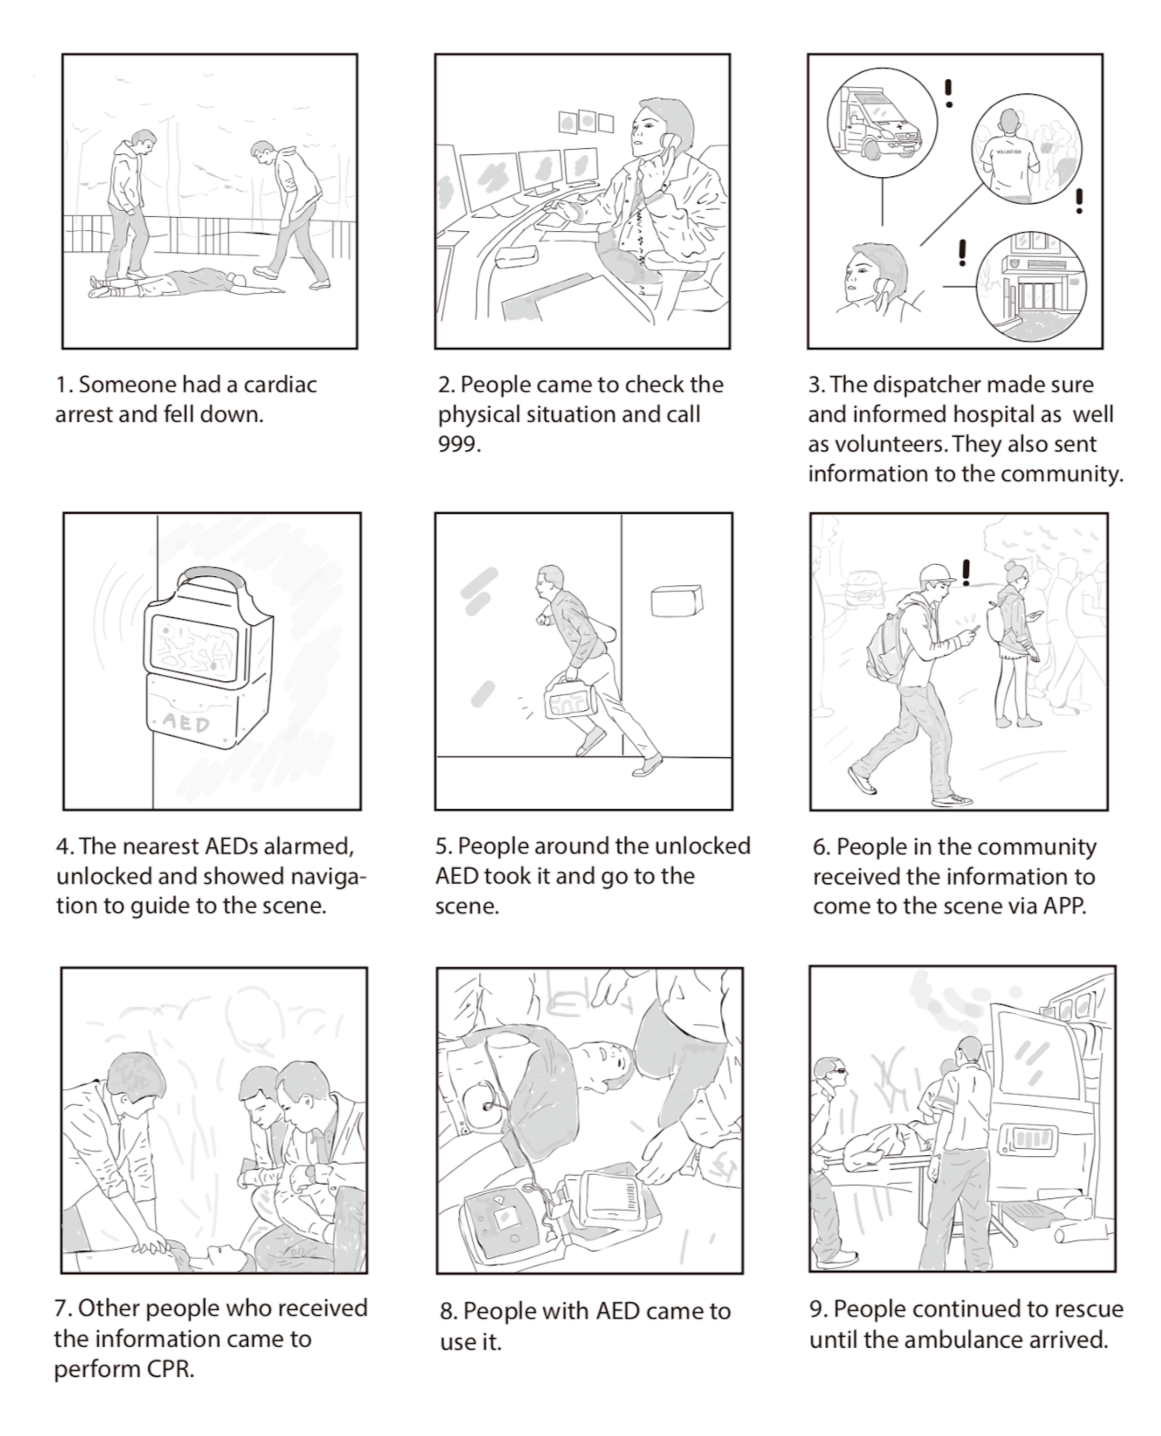 VOLUNTEER
1. Someone had a cardiac
arrest and fell down.
2. People came to check the
physical situation and call
999.
3. The dispatcher made sure
and informed hospital as well
as volunteers. They also sent
information to the community.
AED
4. The nearest AEDs alarmed,
unlocked and showed naviga-
tion to guide to the scene.
5. People around the unlocked
AED took it and go to the
scene.
6. People in the community
received the information to
come to the scene via APP.
7. Other people who received
the information came to
perform CPR.
8. People with AED came to
use it.
9. People continued to rescue
until the ambulance arrived.